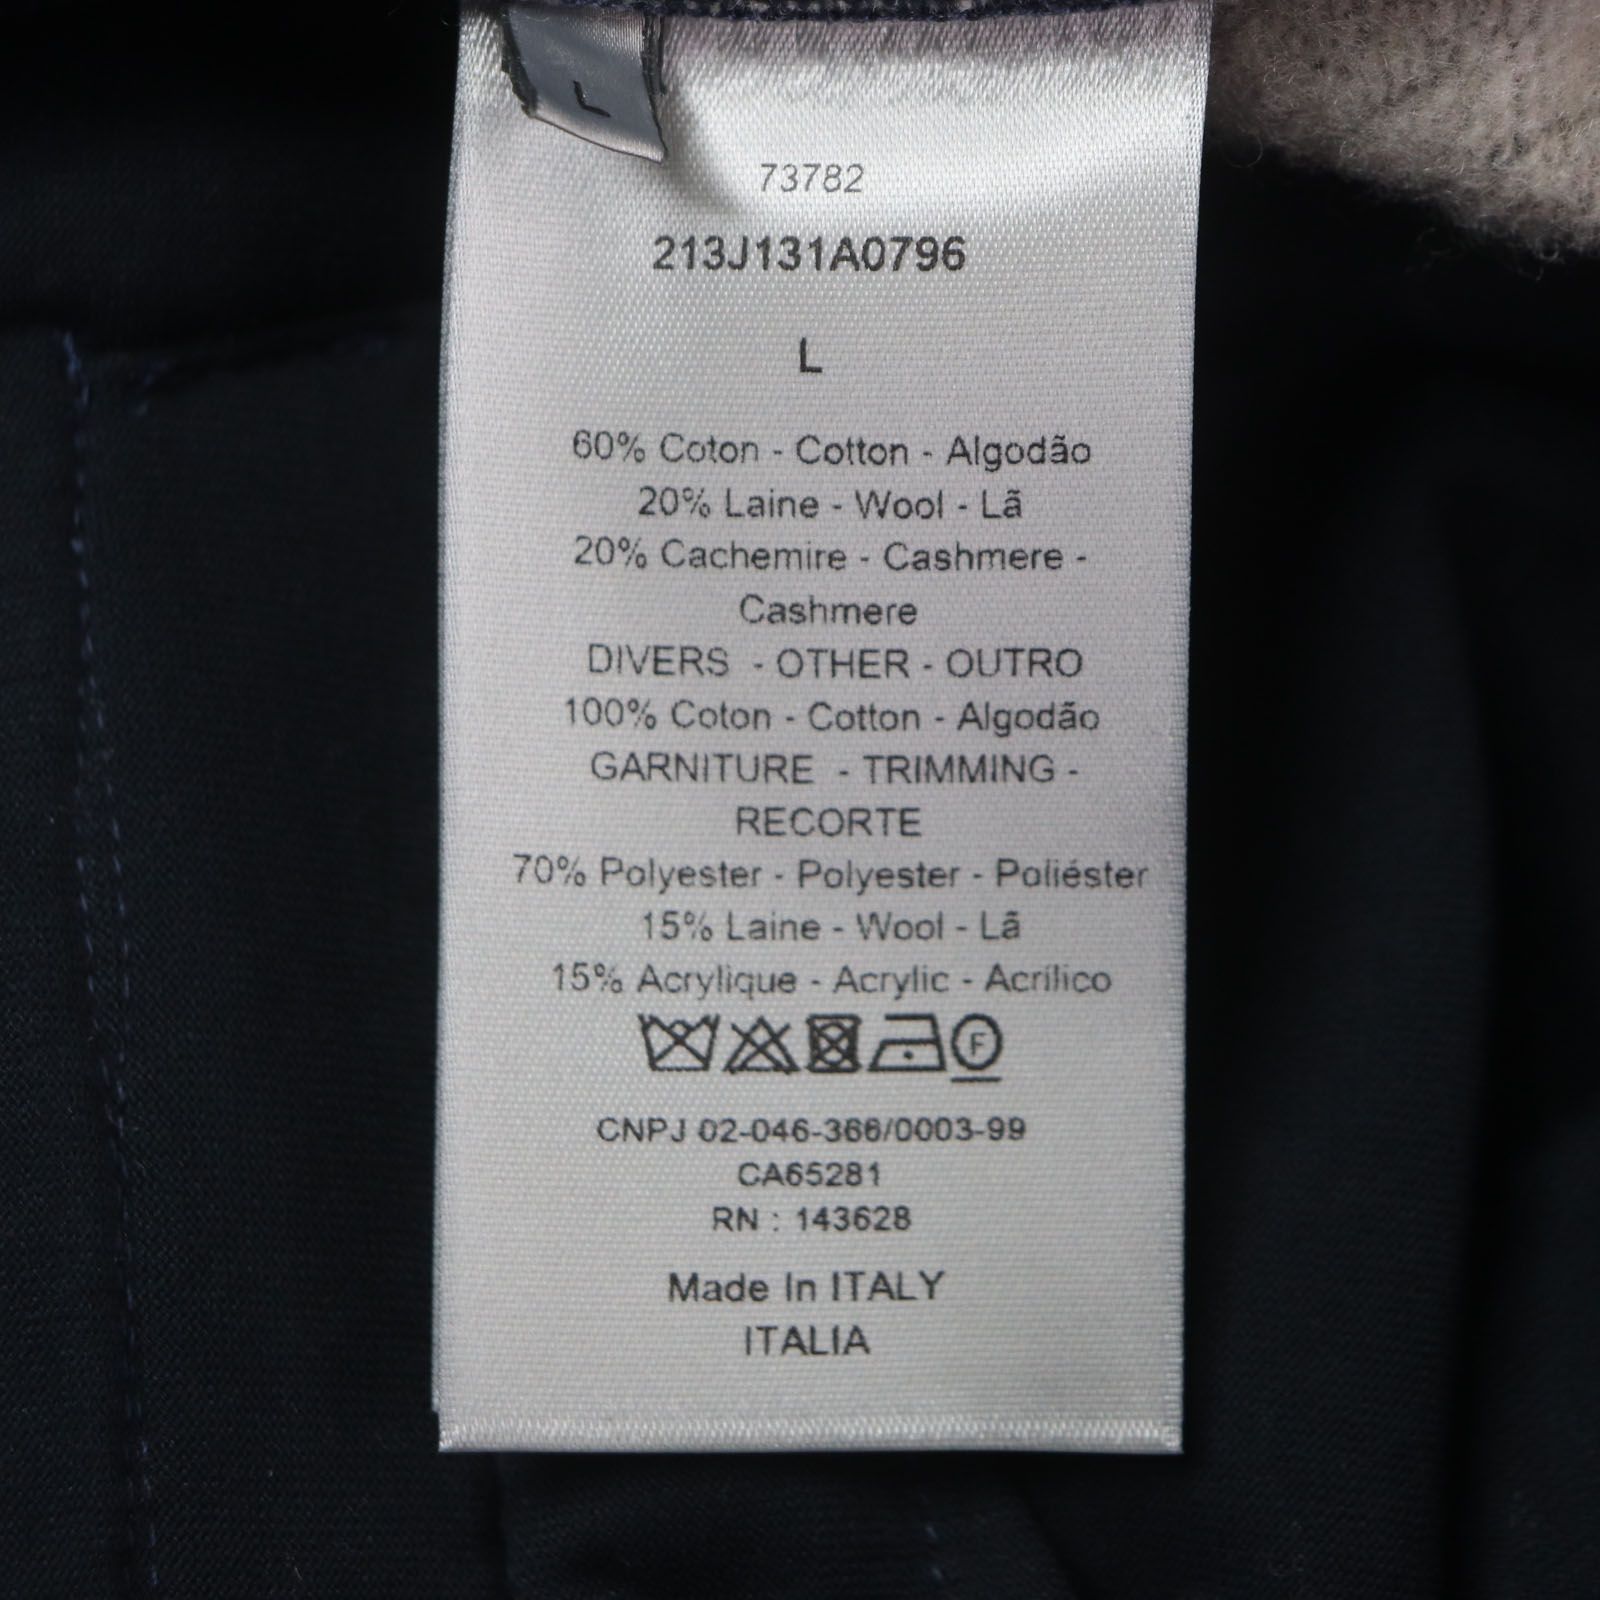 L
73782
213J131A0796
L
60% Coton - Cotton - Algodão
20% Laine - Wool - Lã
20% Cachemire - Cashmere -
Cashmere
DIVERS - OTHER - OUTRO
100% Coton - Cotton - Algodão
GARNITURE - TRIMMING -
RECORTE
70% Polyester - Polyester - Poliéster
15% Laine - Wool - Lã
15% Acrylique - Acrylic - Acrílico
F
CNPJ 02-046-366/0003-99
CA65281
RN : 143628
Made In ITALY
ITALIA